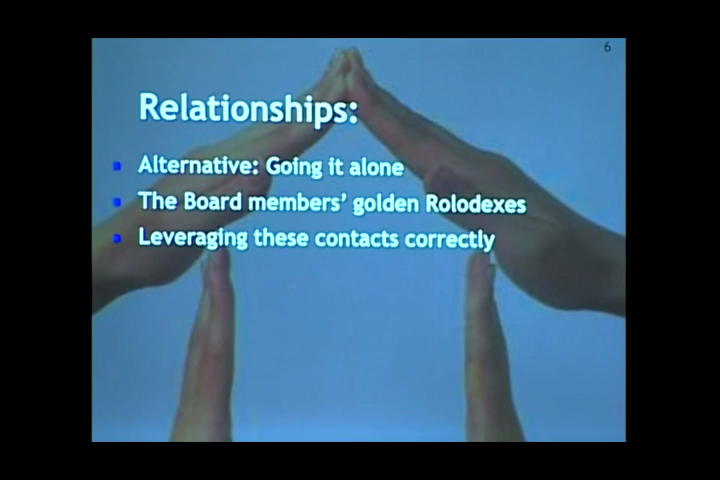 6
Relationships:
Alternative: Going it alone
The Board members' golden Rolodexes
Leveraging these contacts correctly